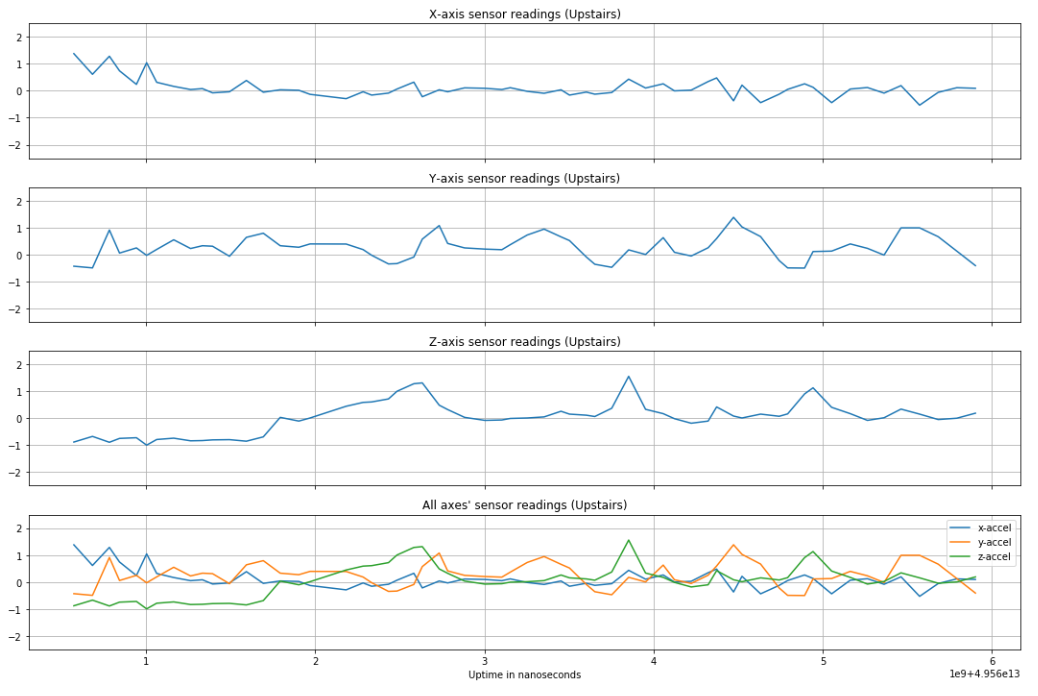 X-axis sensor readings (Upstairs)
2
1
0
−1
−2
Y-axis sensor readings (Upstairs)
2
1
0
−1
−2
Z-axis sensor readings (Upstairs)
2
1
0
−1
−2
All axes' sensor readings (Upstairs)
2
1
0
−1
−2
x-accel
y-accel
z-accel
1 2 3 4 5 6
Uptime in nanoseconds 1e9+4.956e13